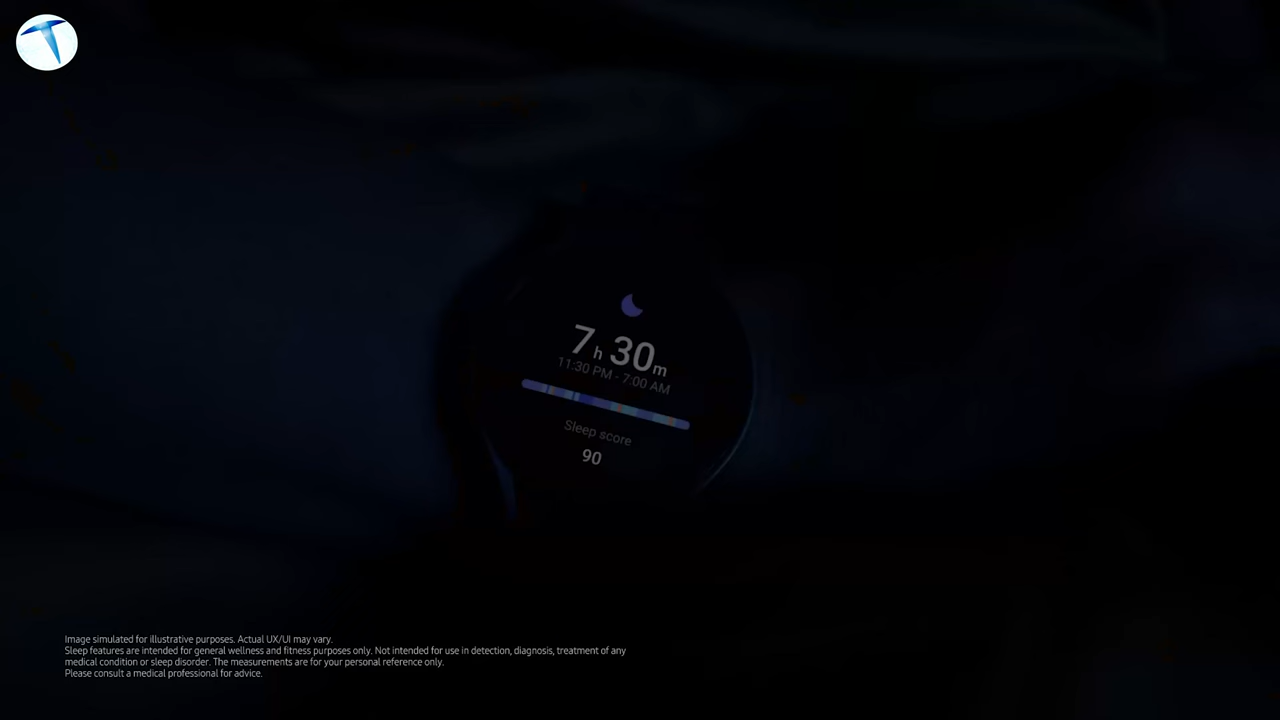 7h 30m
11:30 PM - 7:00 AM
Sleep score
90
Image simulated for illustrative purposes. Actual UX/UI may vary.
Sleep features are intended for general wellness and fitness purposes only. Not intended for use in detection, diagnosis, treatment of any
medical condition or sleep disorder. The measurements are for your personal reference only.
Please consult a medical professional for advice.